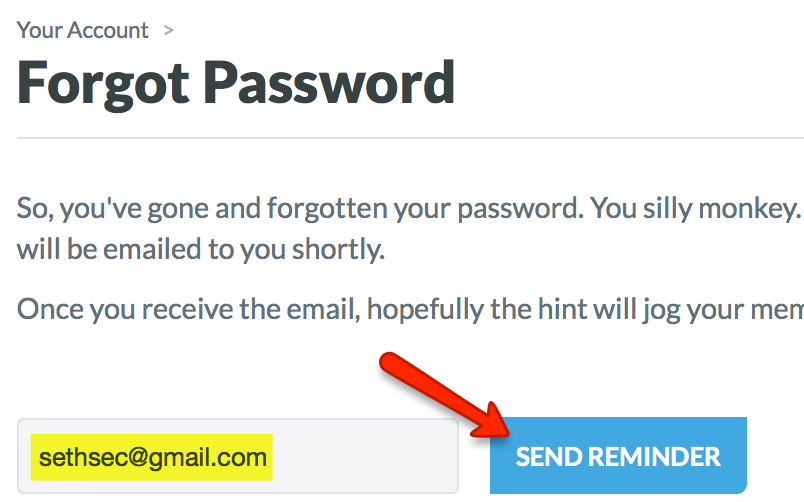 Your Account >
Forgot Password
So, you've gone and forgotten your password. You silly monkey.
will be emailed to you shortly.
Once you receive the email, hopefully the hint will jog your mem
sethsec@gmail.com
SEND REMINDER